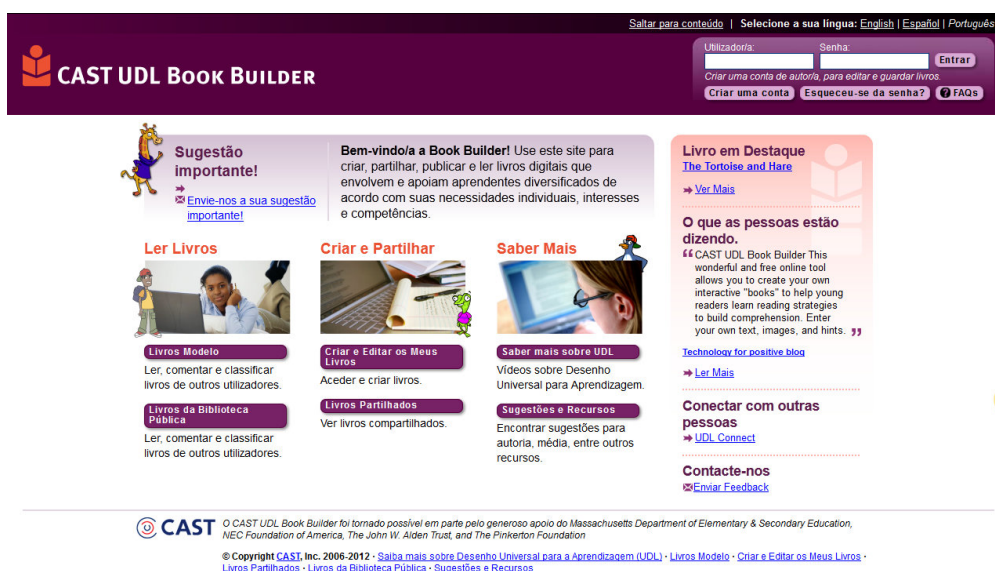 Saltar para conteúdo | Selecione a sua língua: English | Español | Português
CAST UDL BOOK BUILDER
Utilizador/a:
Senha:
Entrar
Criar uma conta de autor/a, para editar e guardar livros.
Criar uma conta
Esqueceu-se da senha?
? FAQs
Sugestão
importante!
Envie-nos a sua sugestão
importante!
Bem-vindo/a a Book Builder! Use este site para
criar, partilhar, publicar e ler livros digitais que
envolvem e apoiam aprendentes diversificados de
acordo com suas necessidades individuais, interesses
e competências.
Ler Livros
Livros Modelo
Ler, comentar e classificar
livros de outros utilizadores.
Livros da Biblioteca
Pública
Ler, comentar e classificar
livros de outros utilizadores.
Criar e Partilhar
Criar e Editar os Meus
Livros
Aceder e criar livros.
Livros Partilhados
Ver livros compartilhados.
Saber Mais
Saber mais sobre UDL
Vídeos sobre Desenho
Universal para Aprendizagem.
Sugestões e Recursos
Encontrar sugestões para
autoria, média, entre outros
recursos.
Livro em Destaque
The Tortoise and Hare
Ver Mais
O que as pessoas estão
dizendo.
“CAST UDL Book Builder This
wonderful and free online tool
allows you to create your own
interactive "books" to help young
readers learn reading strategies
to build comprehension. Enter
your own text, images, and hints. ”
Technology for positive blog
Ler Mais
Conectar com outras
pessoas
UDL Connect
Contacte-nos
Enviar Feedback
CAST
O CAST UDL Book Builder foi tornado possível em parte pelo generoso apoio do Massachusetts Department of Elementary & Secondary Education,
NEC Foundation of America, The John W. Alden Trust, and The Pinkerton Foundation
© Copyright CAST, Inc. 2006-2012 · Saiba mais sobre Desenho Universal para a Aprendizagem (UDL) · Livros Modelo · Criar e Editar os Meus Livros ·
Livros Partilhados · Livros da Biblioteca Pública · Sugestões e Recursos